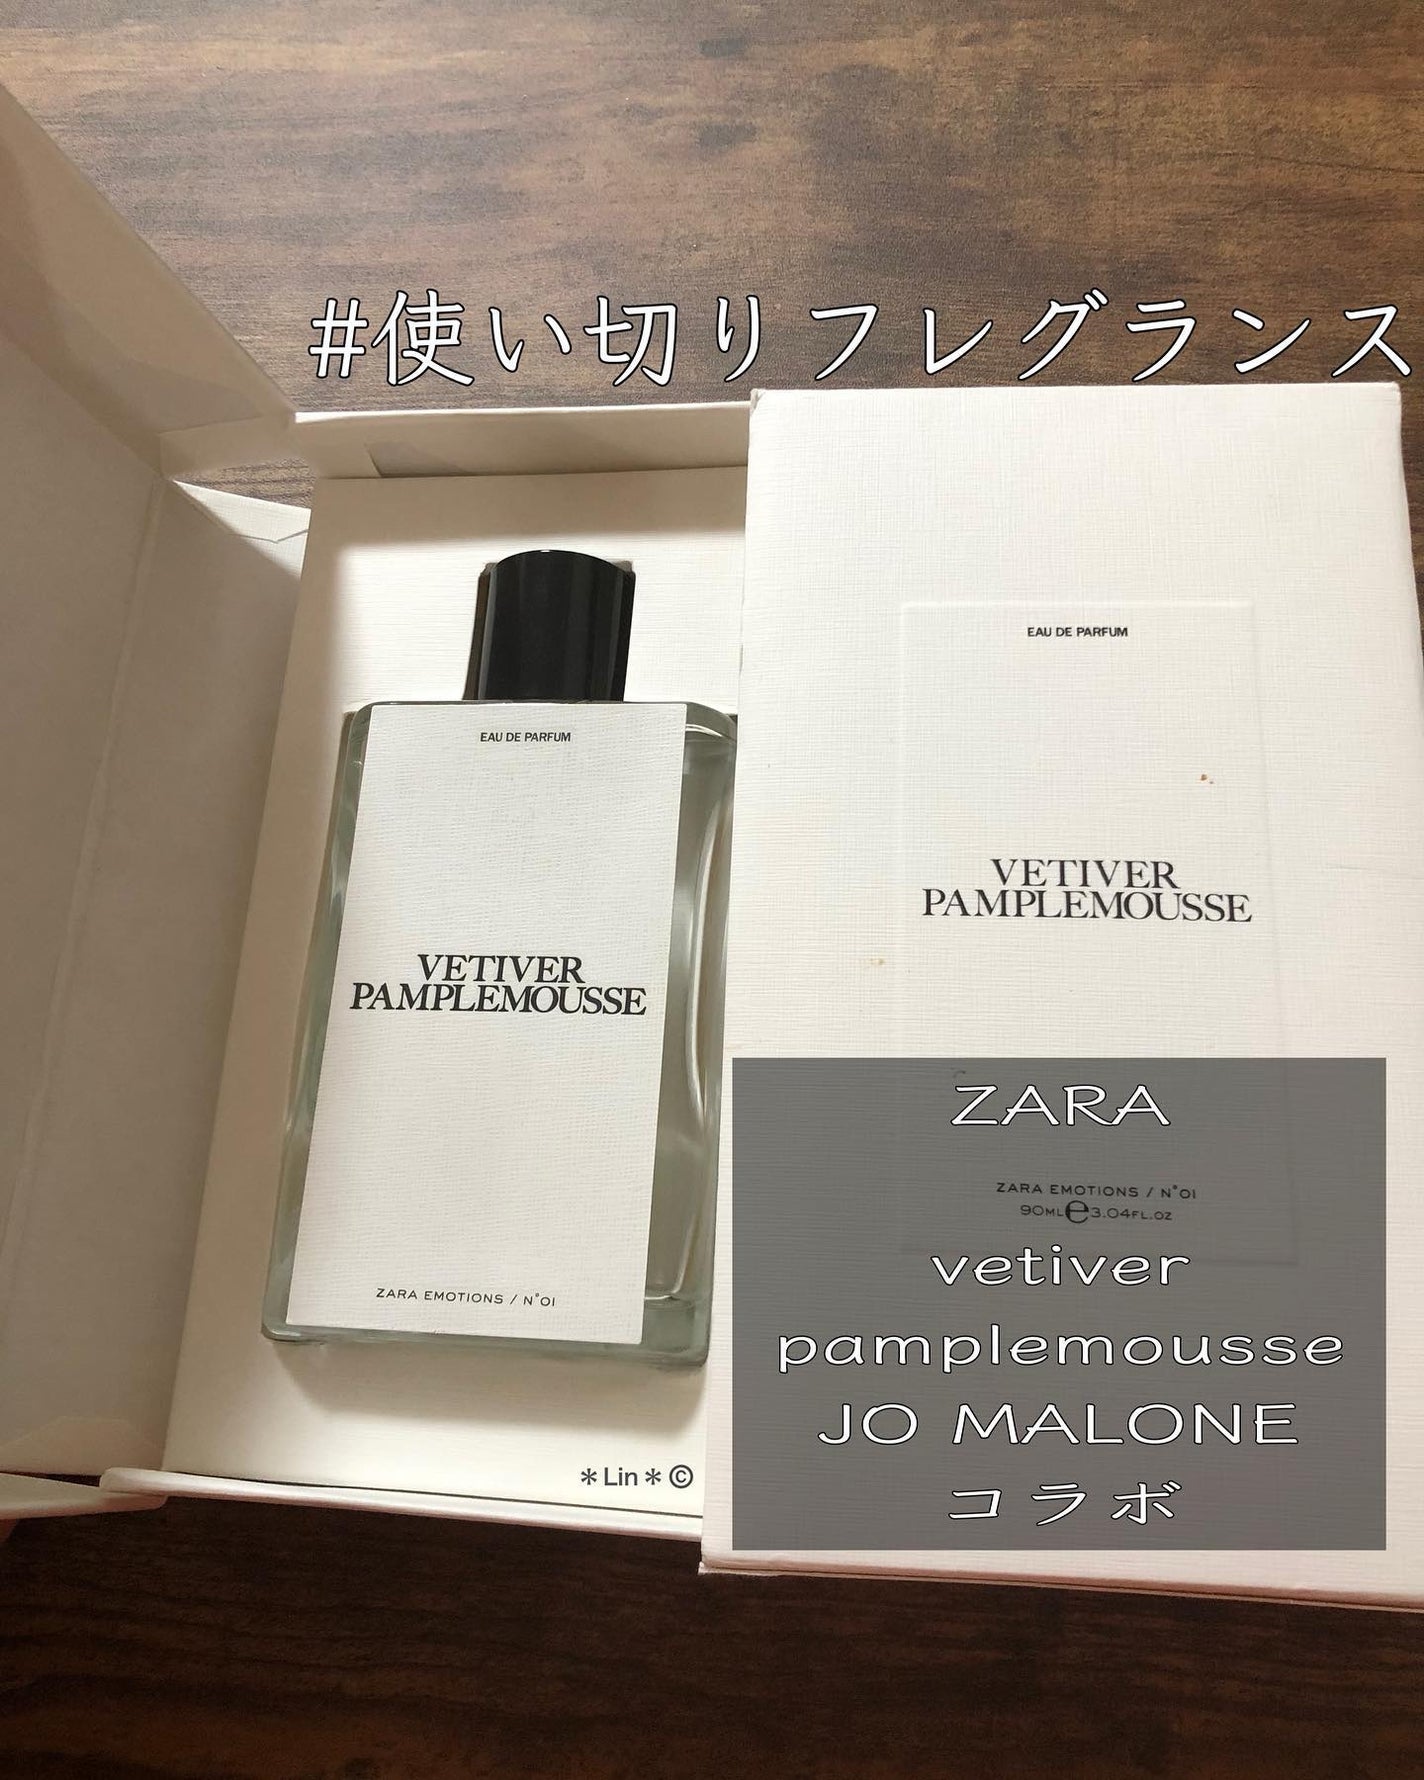 #使い切りフレグランス
EAU DE PARFUM
VETIVER
PAMPLEMOUSSE
ZARA EMOTIONS / N°01
EAU DE PARFUM
VETIVER
PAMPLEMOUSSE
ZARA EMOTIONS / N°01
90ML℮3.04FL.OZ
ZARA
vetiver
pamplemousse
JO MALONE
コラボ
*Lin*©